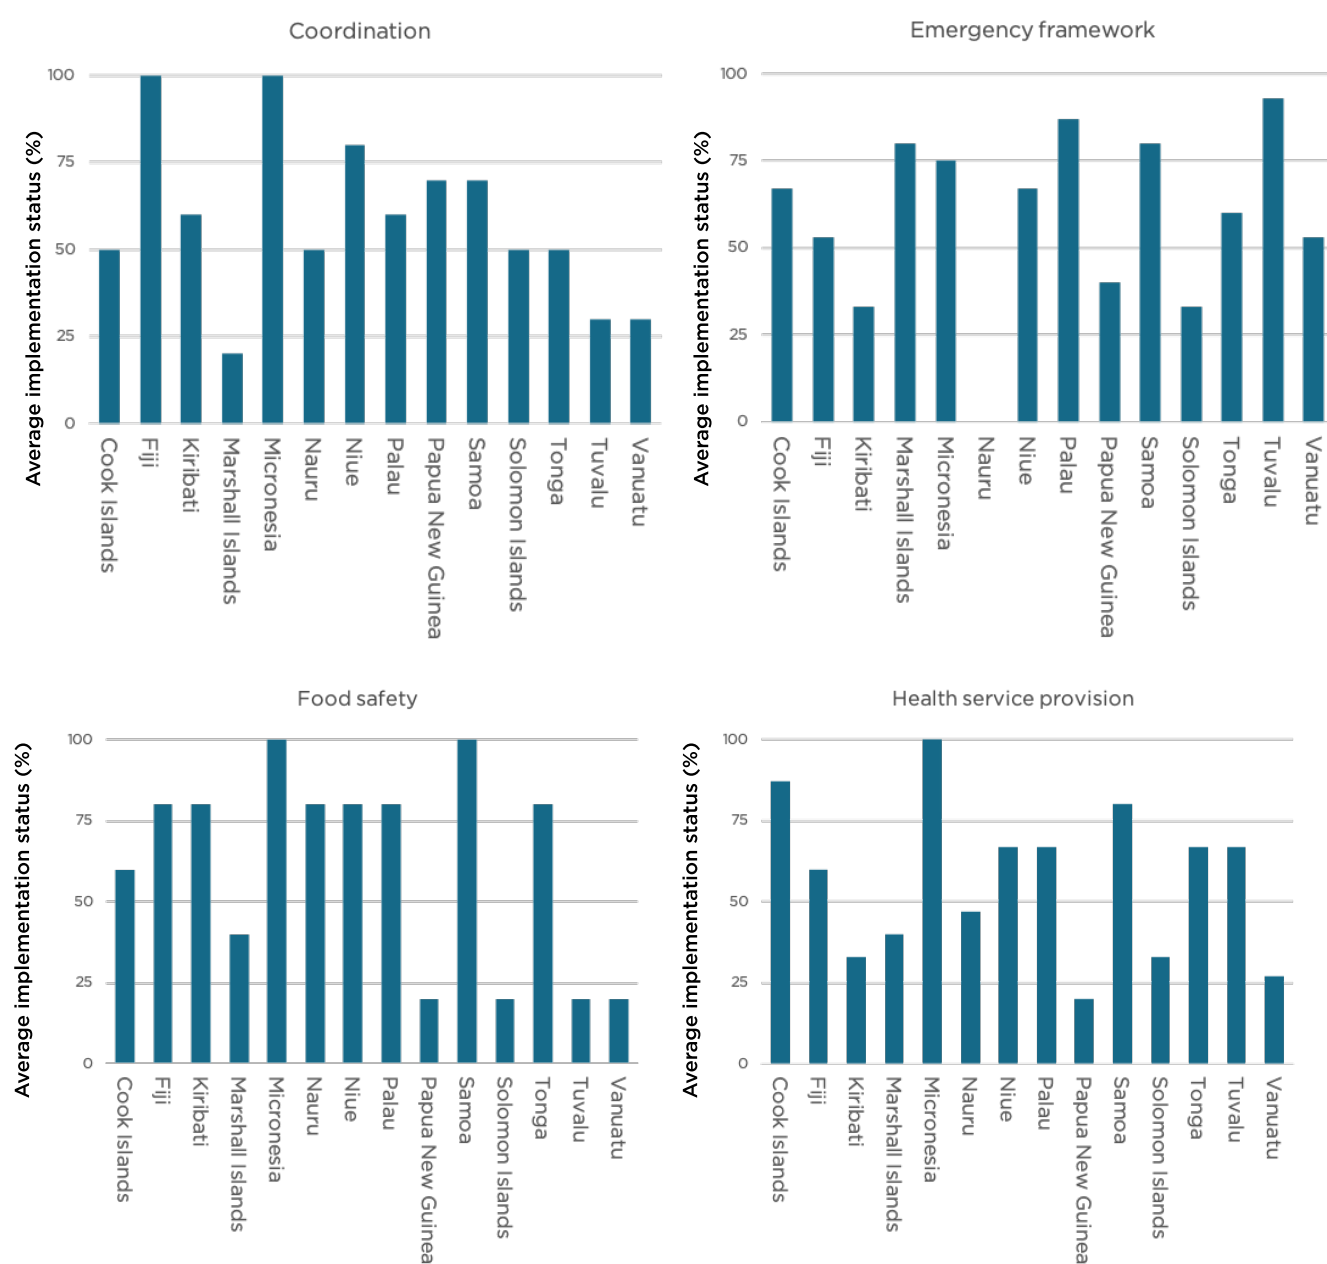 Coordination
Average implementation status (%)
100
75
50
25
0
Cook Islands
Fiji
Kiribati
Marshall Islands
Micronesia
Nauru
Niue
Palau
Papua New Guinea
Samoa
Solomon Islands
Tonga
Tuvalu
Vanuatu
Emergency framework
Average implementation status (%)
100
75
50
25
0
Cook Islands
Fiji
Kiribati
Marshall Islands
Micronesia
Nauru
Niue
Palau
Papua New Guinea
Samoa
Solomon Islands
Tonga
Tuvalu
Vanuatu
Food safety
Average implementation status (%)
100
75
50
25
0
Cook Islands
Fiji
Kiribati
Marshall Islands
Micronesia
Nauru
Niue
Palau
Papua New Guinea
Samoa
Solomon Islands
Tonga
Tuvalu
Vanuatu
Health service provision
Average implementation status (%)
100
75
50
25
0
Cook Islands
Fiji
Kiribati
Marshall Islands
Micronesia
Nauru
Niue
Palau
Papua New Guinea
Samoa
Solomon Islands
Tonga
Tuvalu
Vanuatu